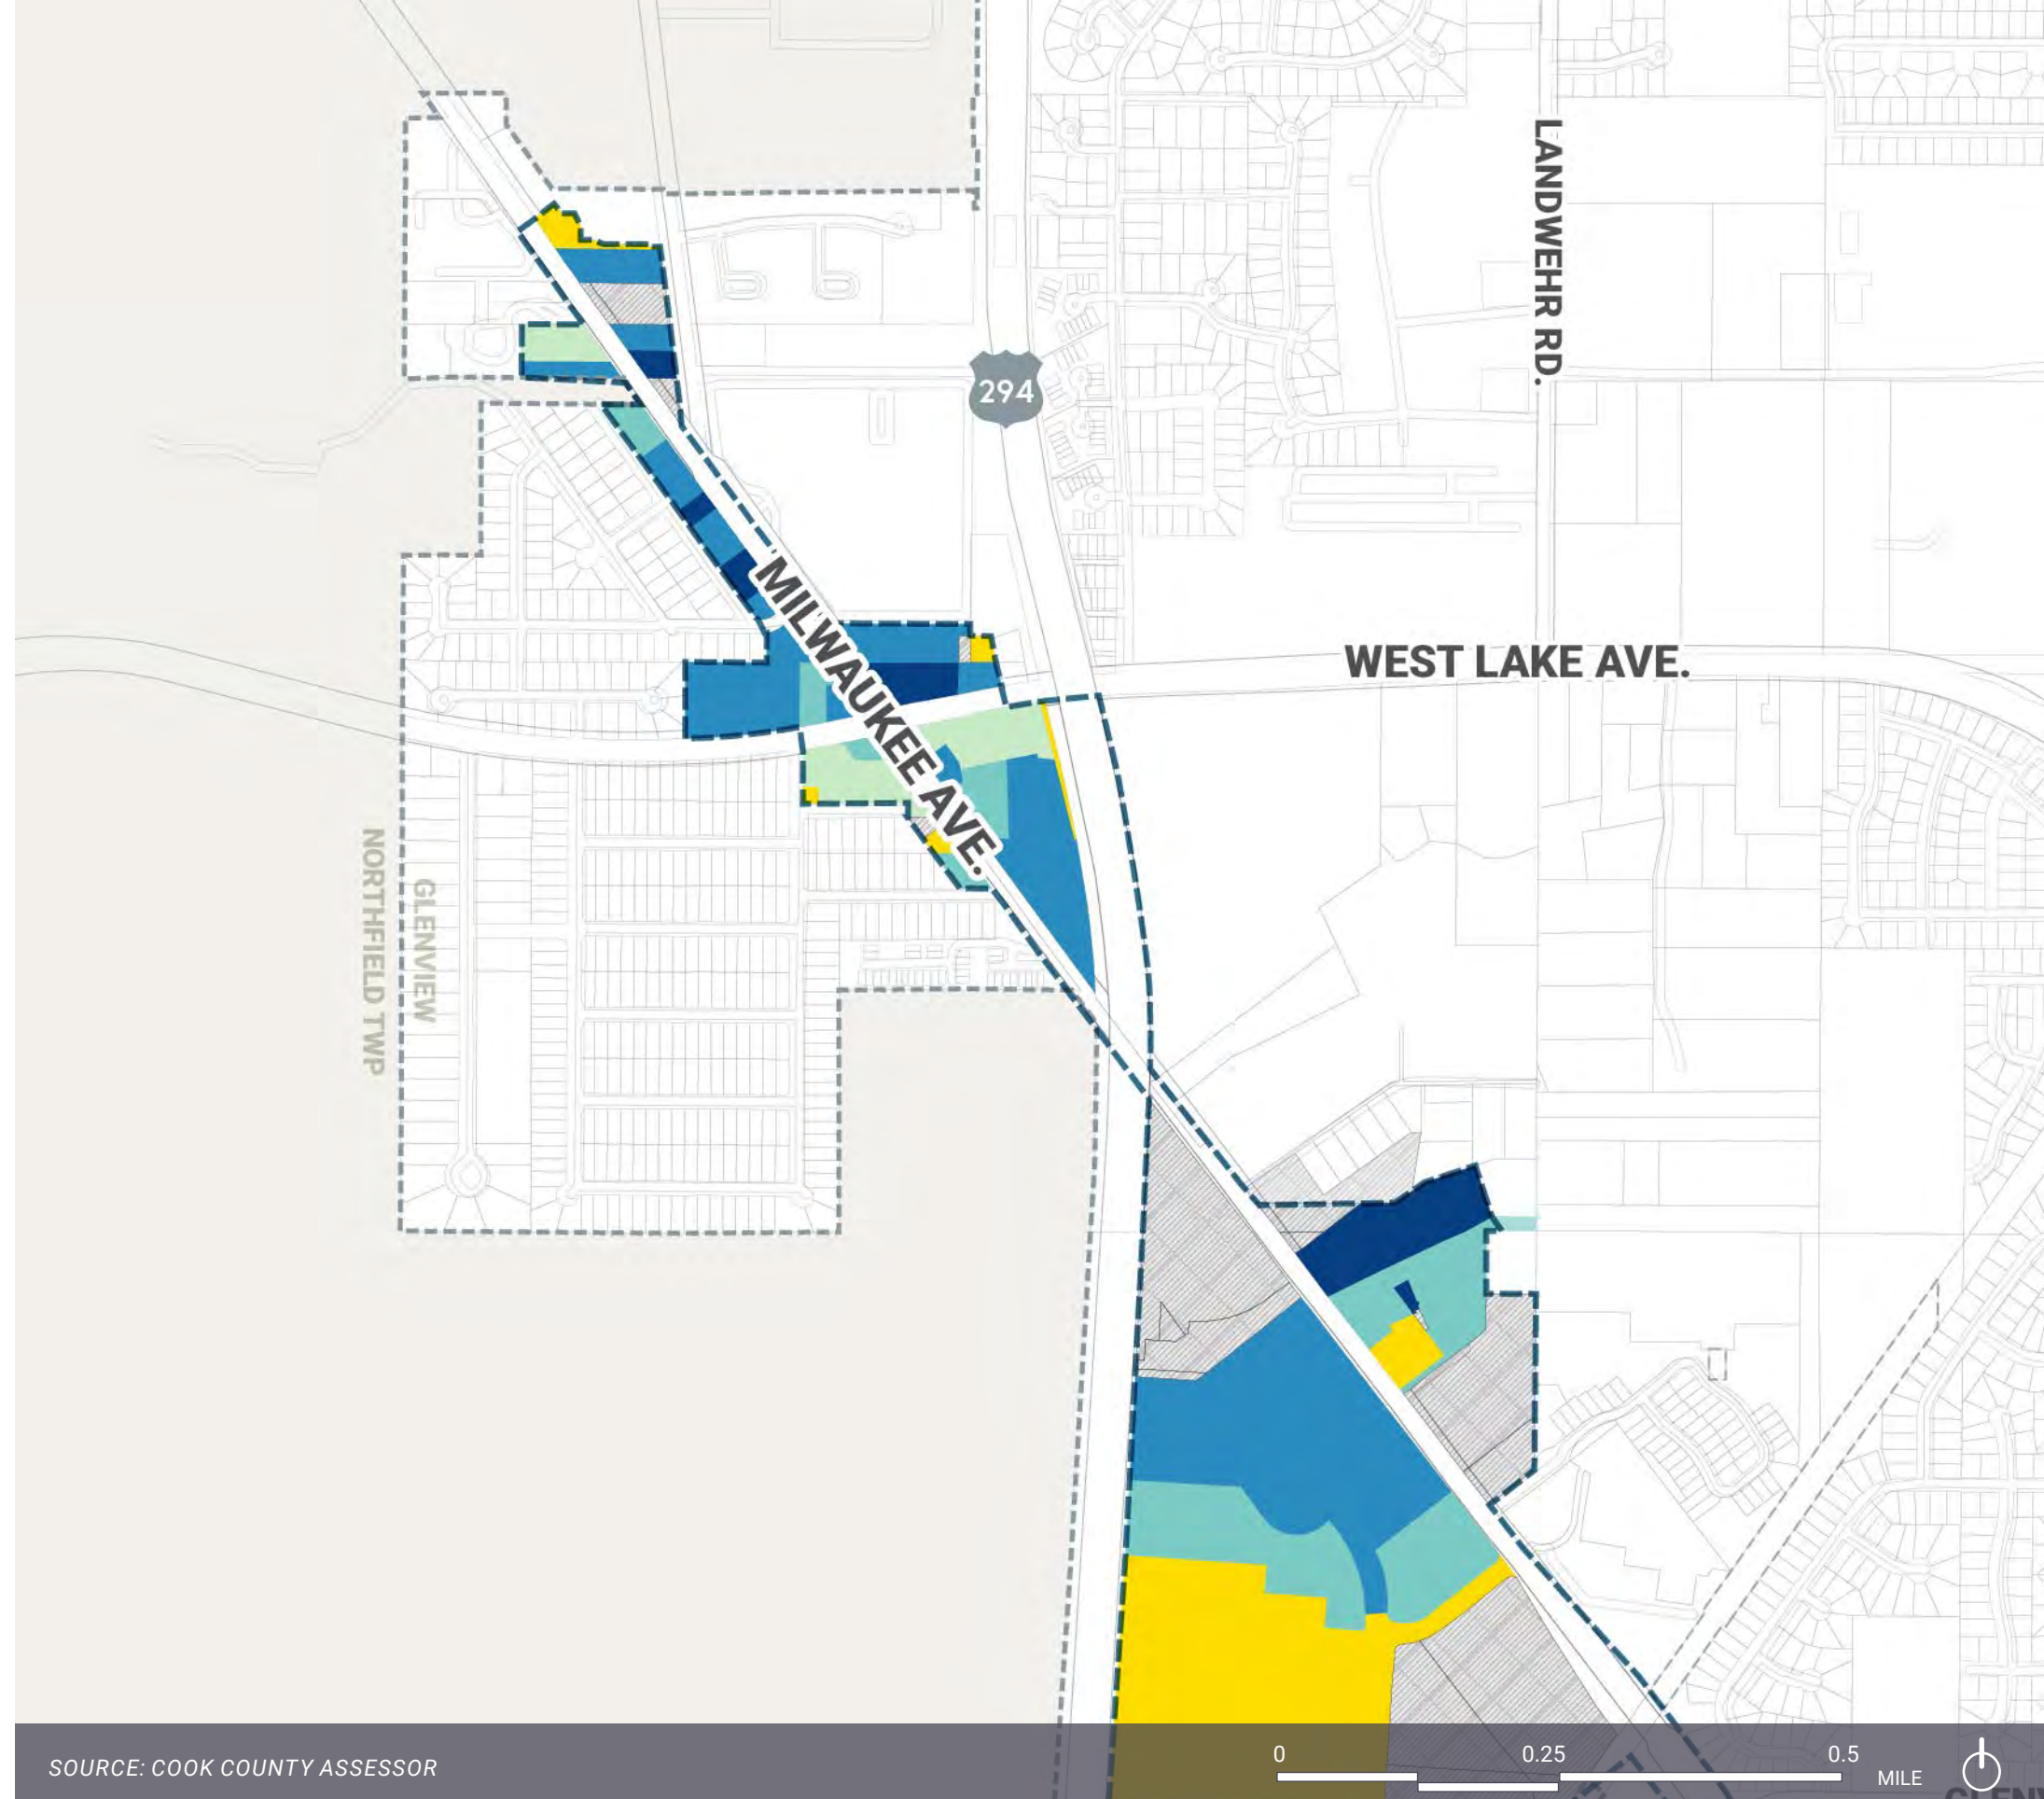 LANDWEHR RD.
294
MILWAUKEE AVE.
WEST LAKE AVE.
NORTHFIELD TWP
GLENVIEW
SOURCE: COOK COUNTY ASSESSOR
0 0.25 0.5
MILE